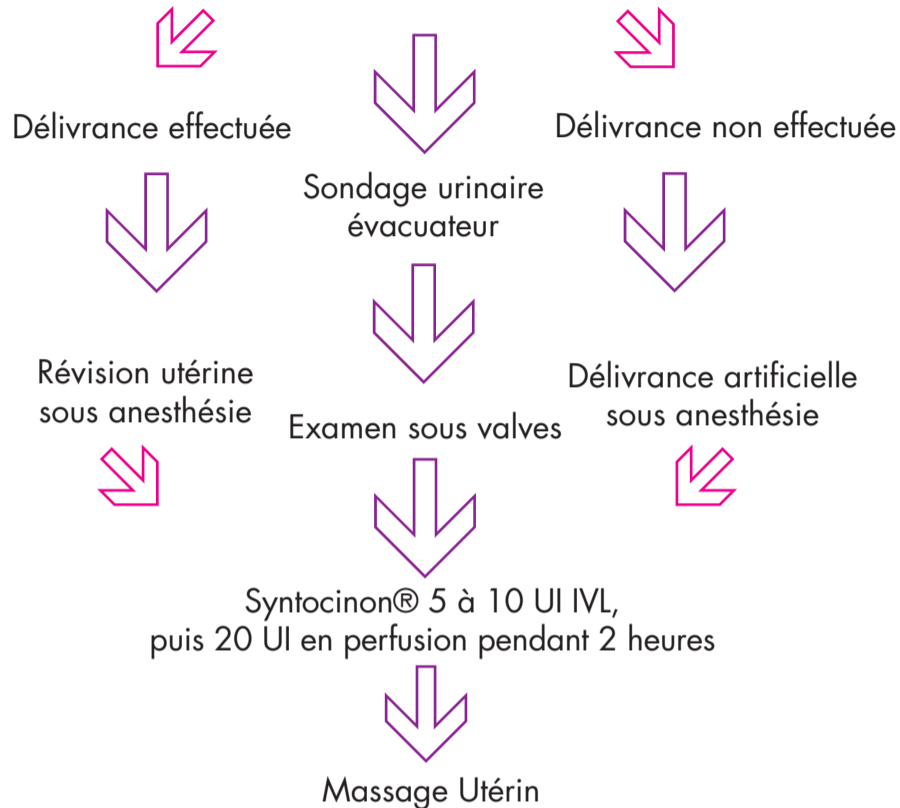 Délivrance effectuée
Délivrance non effectuée
Sondage urinaire
évacuateur
Révision utérine
sous anesthésie
Délivrance artificielle
sous anesthésie
Examen sous valves
Syntocinon® 5 à 10 UI IVL,
puis 20 UI en perfusion pendant 2 heures
Massage Utérin